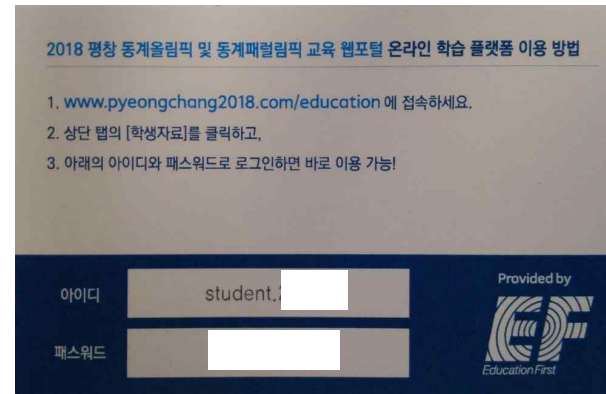 2018 평창 동계올림픽 및 동계패럴림픽 교육 웹포털 온라인 학습 플랫폼 이용 방법
1. www.pyeongchang2018.com/education 에 접속하세요.
2. 상단 탭의 [학생자료]를 클릭하고,
3. 아래의 아이디와 패스워드로 로그인하면 바로 이용 가능!
아이디
student.
패스워드
Provided by
EF
Education First